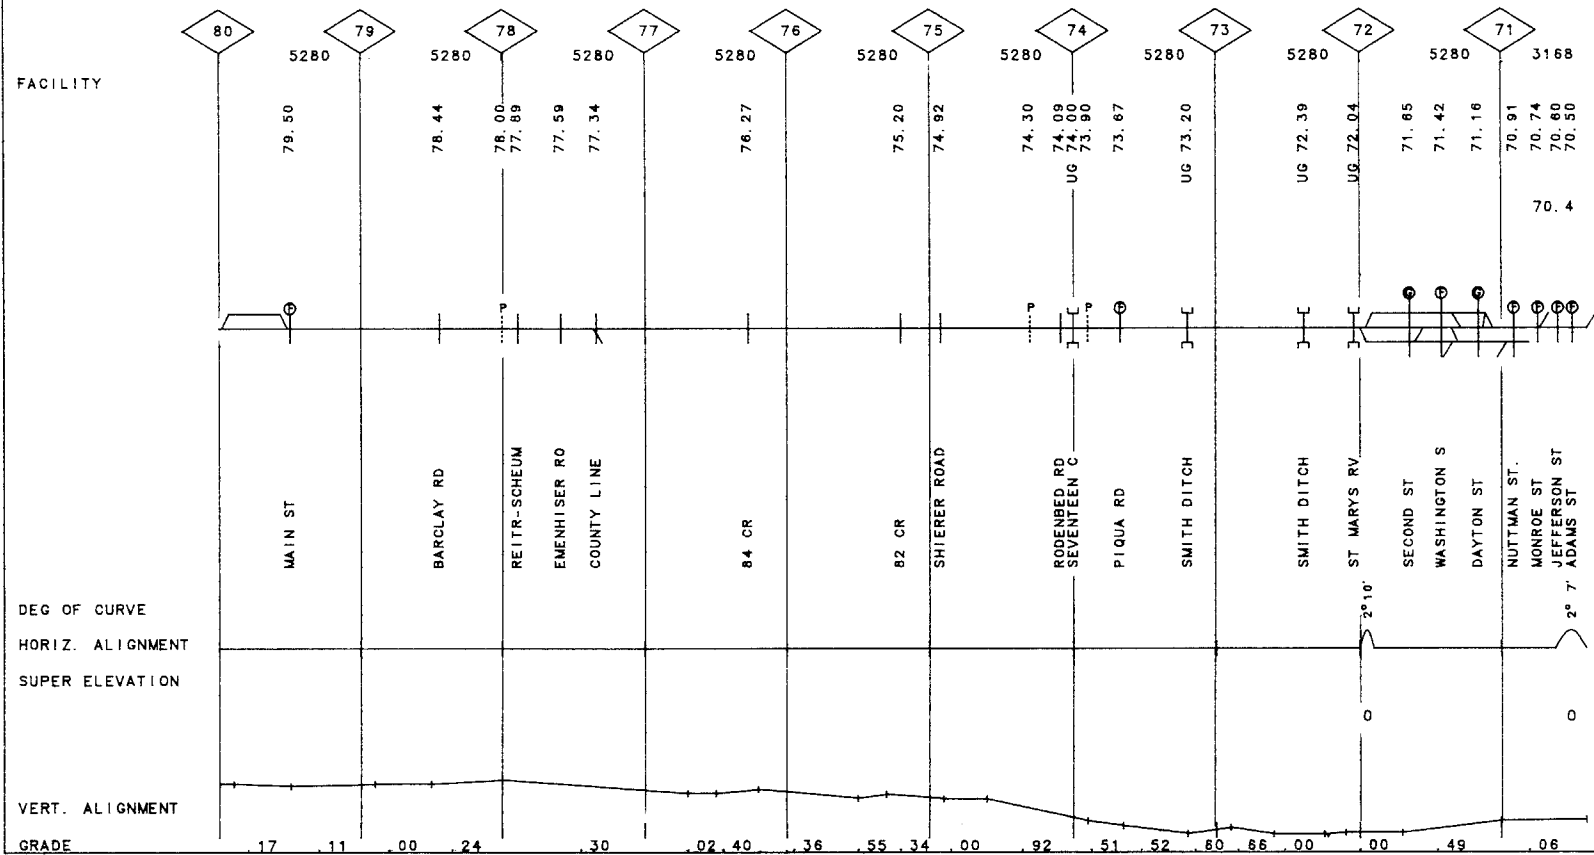 80 79 78 77 76 75 74 73 72 71
5280 5280 5280 5280 5280 5280 5280 5280 5280 3168
FACILITY
79.50
78.44
78.00
77.89
77.59
77.34
76.27
75.20
74.92
74.30
74.09
UG 74.00
73.90
73.67
UG 73.20
UG 72.39
UG 72.04
71.65
71.42
71.16
70.91
70.74
70.60
70.50
70.4
F P P P F G F G F F F F
MAIN ST
BARCLAY RD
REITR-SCHEUM
EMENHISER RO
COUNTY LINE
84 CR
82 CR
SHIERER ROAD
RODENBED RD
SEVENTEEN C
PIQUA RD
SMITH DITCH
SMITH DITCH
ST MARYS RV
SECOND ST
WASHINGTON S
DAYTON ST
NUTTMAN ST.
MONROE ST
JEFFERSON ST
ADAMS ST
DEG OF CURVE
2°10' 2° 7'
HORIZ. ALIGNMENT
SUPER ELEVATION
0 0
VERT. ALIGNMENT
GRADE .17 .11 .00 .24 .30 .02 .40 .36 .55 .34 .00 .92 .51 .52 .80 .66 .00 .00 .49 .06